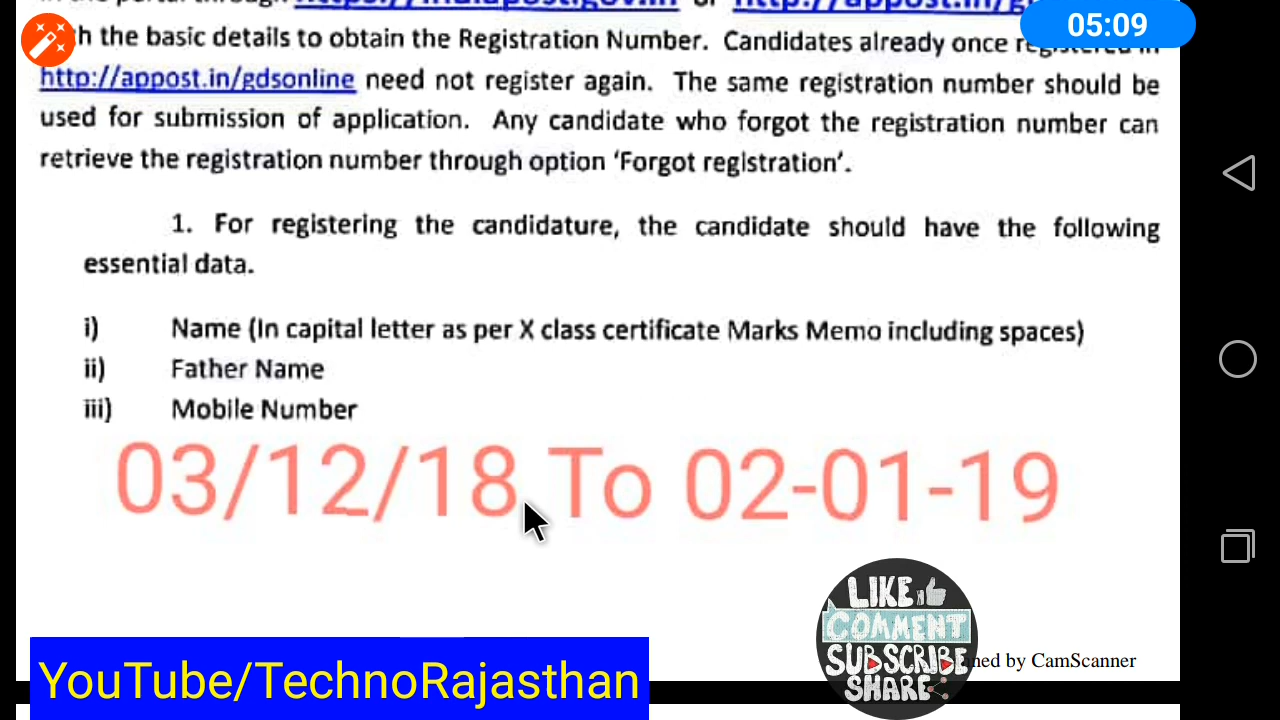 05:09
h the basic details to obtain the Registration Number. Candidates already once registered in
http://appost.in/gdsonline need not register again. The same registration number should be
used for submission of application. Any candidate who forgot the registration number can
retrieve the registration number through option 'Forgot registration'.
1. For registering the candidature, the candidate should have the following
essential data.
i) Name (In capital letter as per X class certificate Marks Memo including spaces)
ii) Father Name
iii) Mobile Number
03/12/18 To 02-01-19
LIKE
COMMENT
SUBSCRIBE
SHARE
ned by CamScanner
YouTube/TechnoRajasthan